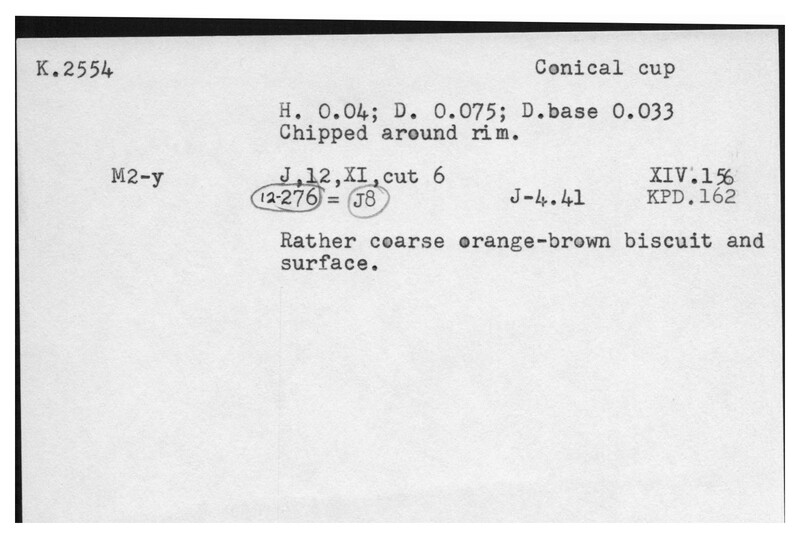 K.2554 Conical cup
H. 0.04; D. 0.075; D.base 0.033
Chipped around rim.
M2-y J,12,XI,cut 6 XIV.156
12-276 = J8 J-4.41 KPD.162
Rather coarse orange-brown biscuit and
surface.